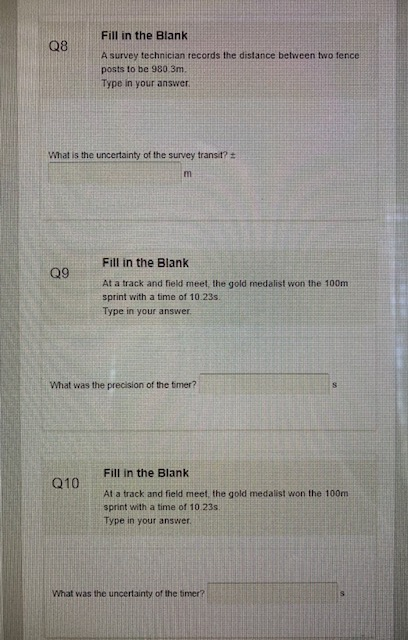 Q8
Fill in the Blank
A survey technician records the distance between two fence
posts to be 980.3m.
Type in your answer.
What is the uncertainty of the survey transit? ±
m
Q9
Fill in the Blank
At a track and field meet, the gold medalist won the 100m
sprint with a time of 10.23s.
Type in your answer.
What was the precision of the timer?
s
Q10
Fill in the Blank
At a track and field meet, the gold medalist won the 100m
sprint with a time of 10.23s.
Type in your answer.
What was the uncertainty of the timer?
s